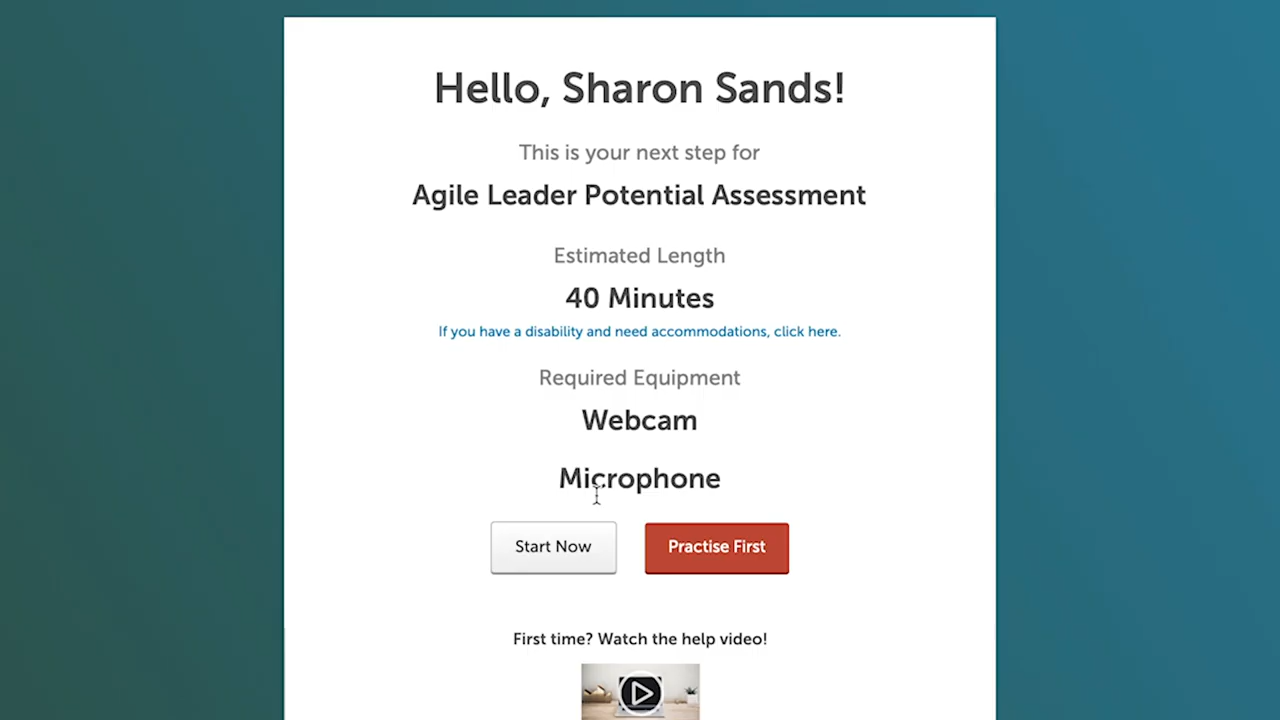 Hello, Sharon Sands!
This is your next step for
Agile Leader Potential Assessment
Estimated Length
40 Minutes
If you have a disability and need accommodations, click here.
Required Equipment
Webcam
Microphone
Start Now
Practise First
First time? Watch the help video!